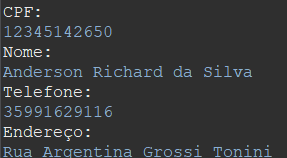 CPF:
12345142650
Nome:
Anderson Richard da Silva
Telefone:
35991629116
Endereço:
Rua Argentina Grossi Tonini